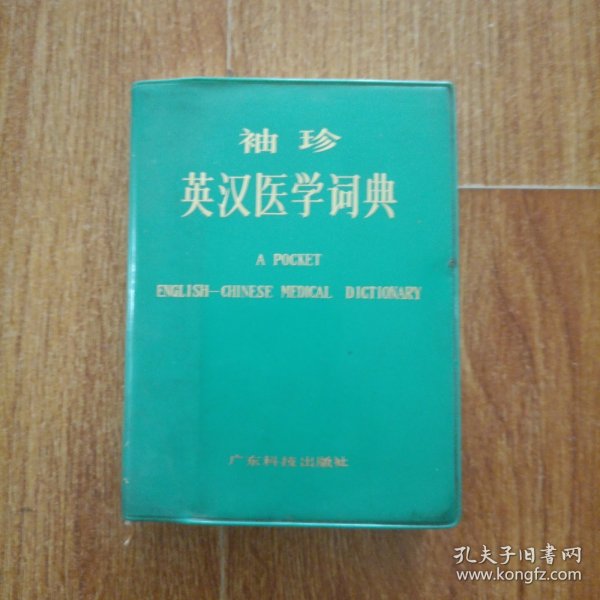 袖珍
英汉医学词典
A POCKET
ENGLISH—CHINESE MEDICAL DICTIONARY
广东科技出版社
孔夫子旧书网
www.kongfz.com